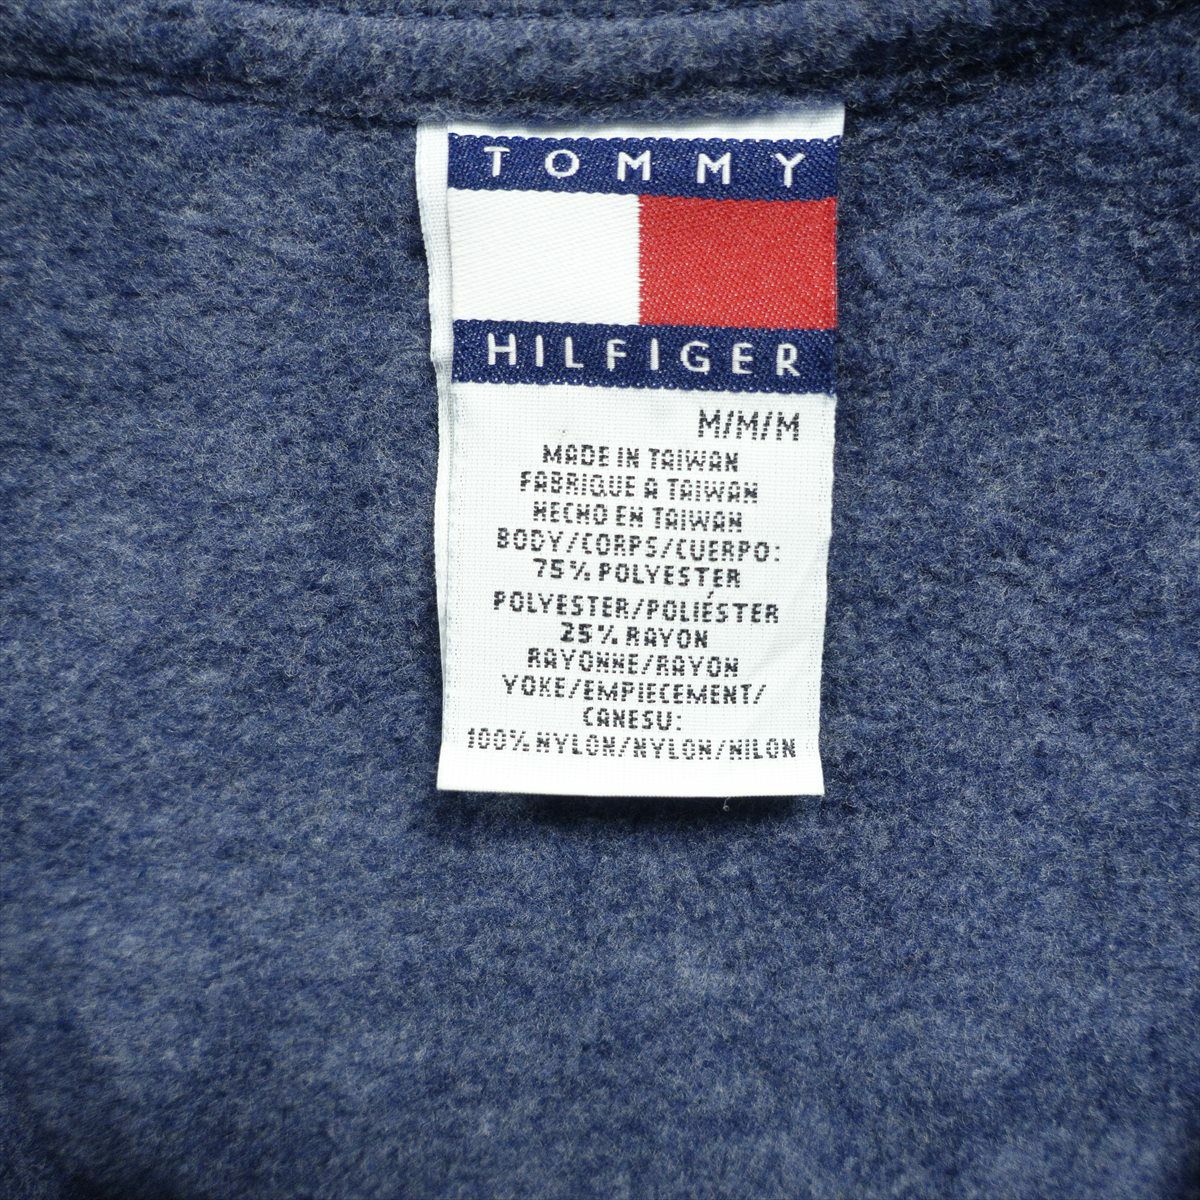 TOMMY
HILFIGER
M/M/M
MADE IN TAIWAN
FABRIQUE A TAIWAN
HECHO EN TAIWAN
BODY/CORPS/CUERPO:
75% POLYESTER
POLYESTER/POLIÉSTER
25% RAYON
RAYONNE/RAYON
YOKE/EMPIECEMENT/
CANESU:
100% NYLON/NYLON/NILON